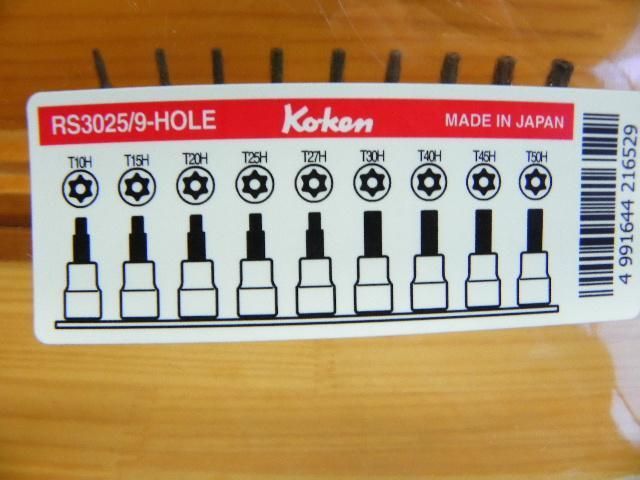 RS3025/9-HOLE Koken MADE IN JAPAN
T10H T15H T20H T25H T27H T30H T40H T45H T50H
4 991644 216529